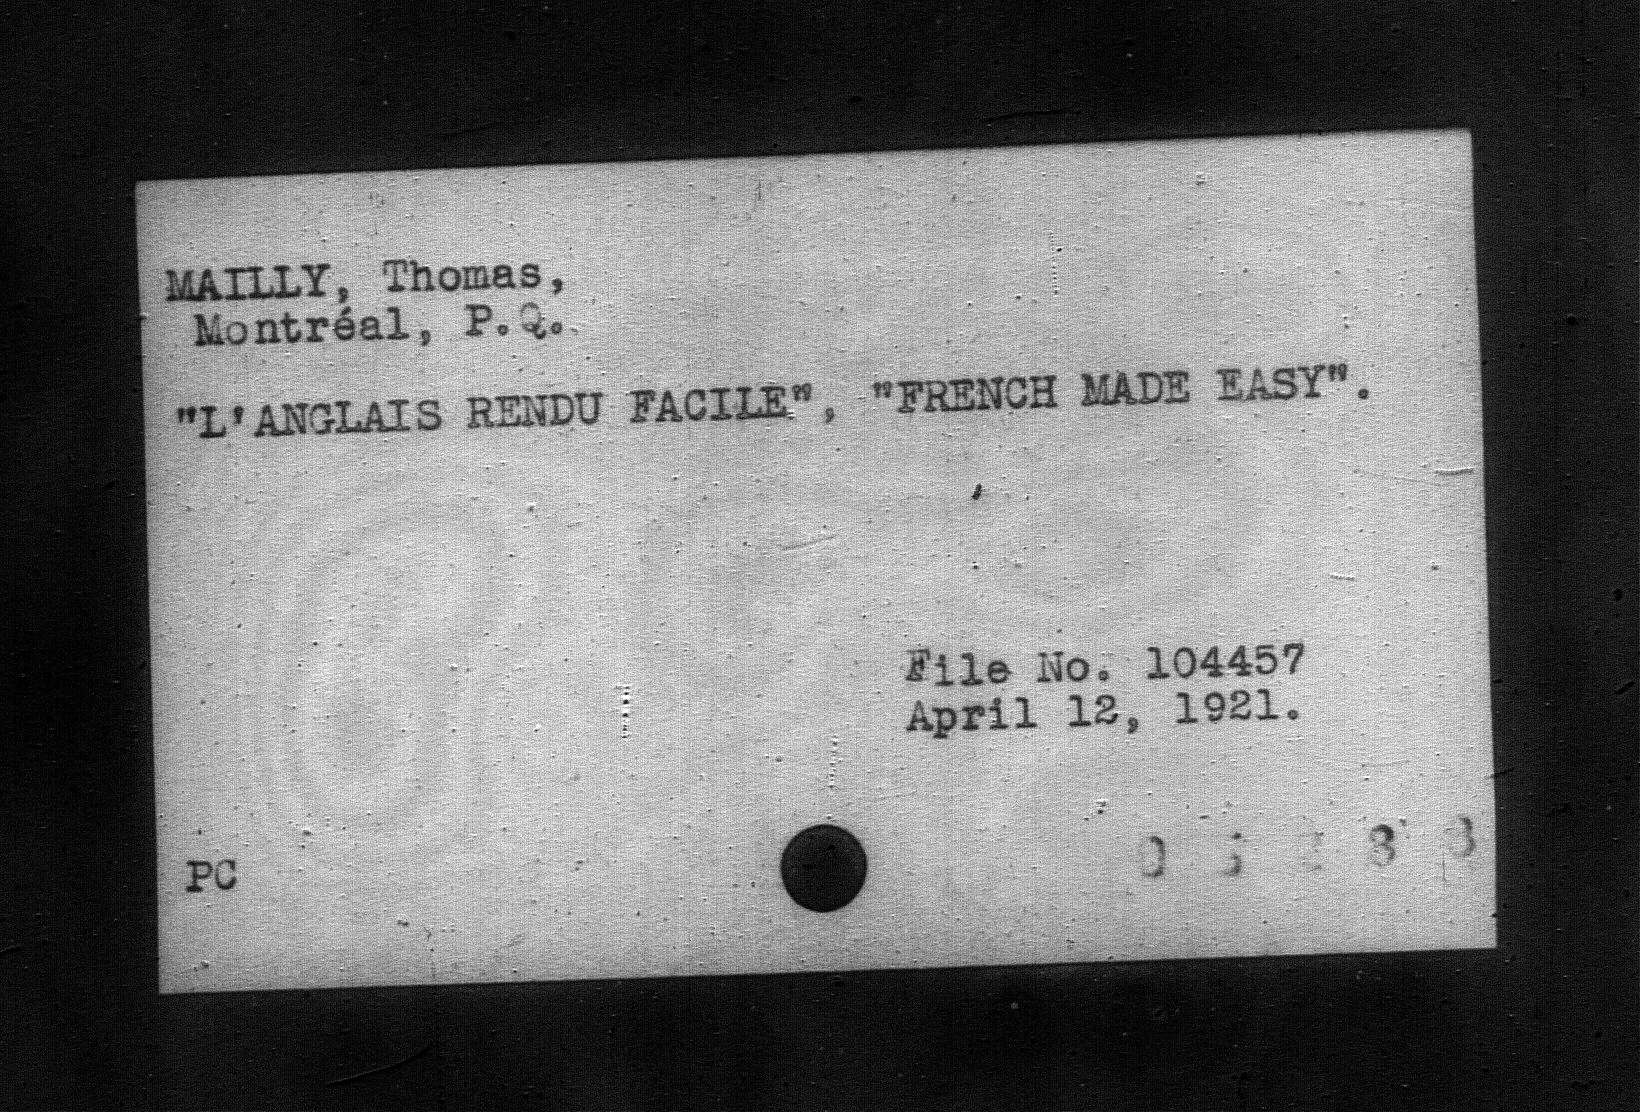 MAILLY, Thomas,
Montréal, P.Q.
"L'ANGLAIS RENDU FACILE", "FRENCH MADE EASY".
File No. 104457
April 12, 1921.
PC